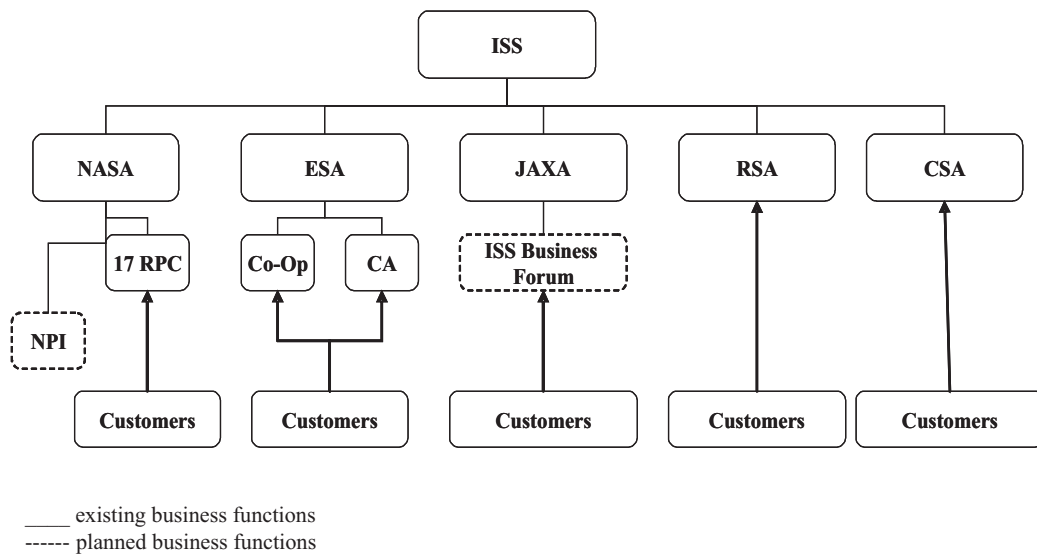 ISS
NASA
ESA
JAXA
RSA
CSA
17 RPC
Co-Op
CA
ISS Business
Forum
NPI
Customers
Customers
Customers
Customers
Customers
____ existing business functions
------ planned business functions